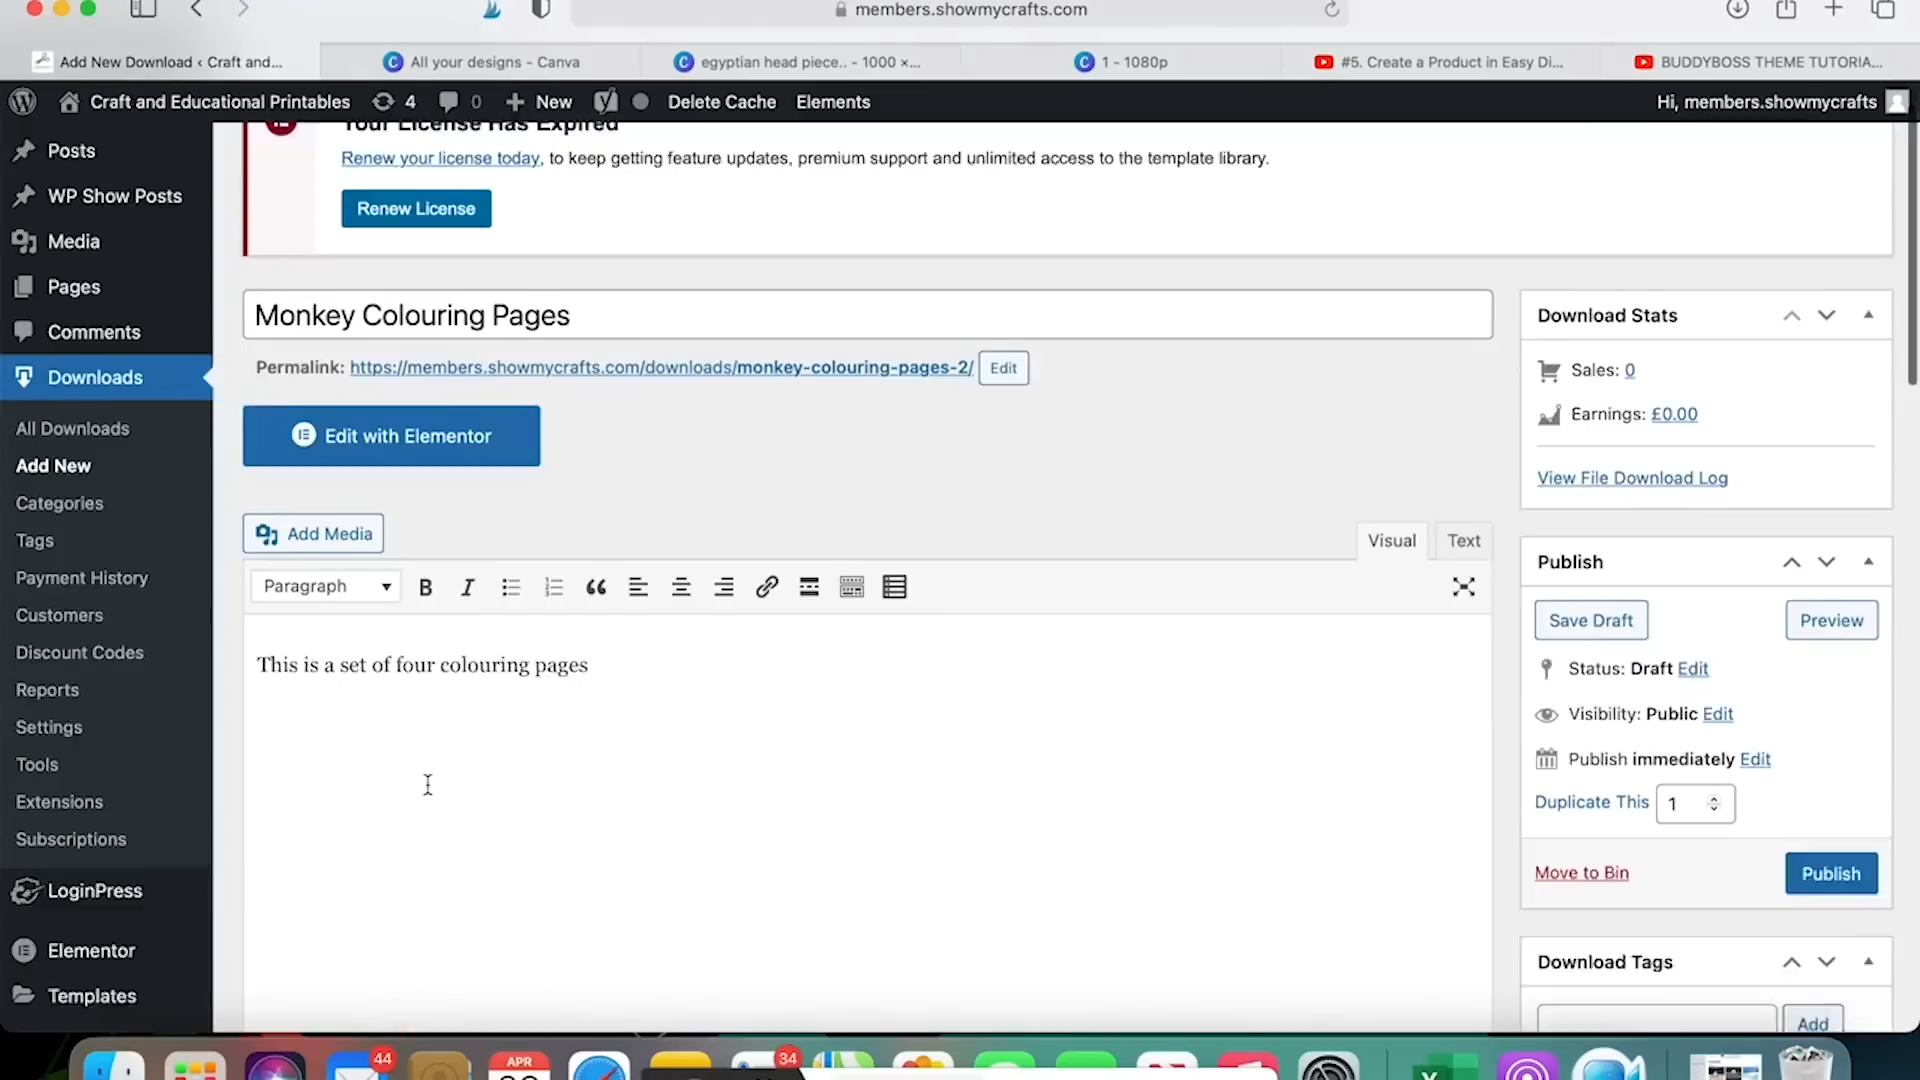 members.showmycrafts.com
Add New Download ‹ Craft and...
All your designs - Canva
egyptian head piece.. - 1000 ×...
1 - 1080p
#5. Create a Product in Easy Di...
BUDDYBOSS THEME TUTORIA...
Craft and Educational Printables
4
0
New
Delete Cache
Elements
Hi, members.showmycrafts
Your License Has Expired
Renew your license today, to keep getting feature updates, premium support and unlimited access to the template library.
Renew License
Posts
WP Show Posts
Media
Pages
Comments
Downloads
All Downloads
Add New
Categories
Tags
Payment History
Customers
Discount Codes
Reports
Settings
Tools
Extensions
Subscriptions
LoginPress
Elementor
Templates
Monkey Colouring Pages
Permalink: https://members.showmycrafts.com/downloads/monkey-colouring-pages-2/ Edit
Edit with Elementor
Add Media
Visual
Text
Paragraph
B
I
This is a set of four colouring pages
Download Stats
Sales: 0
Earnings: £0.00
View File Download Log
Publish
Save Draft
Preview
Status: Draft Edit
Visibility: Public Edit
Publish immediately Edit
Duplicate This 1
Move to Bin
Publish
Download Tags
Add
44
APR
34